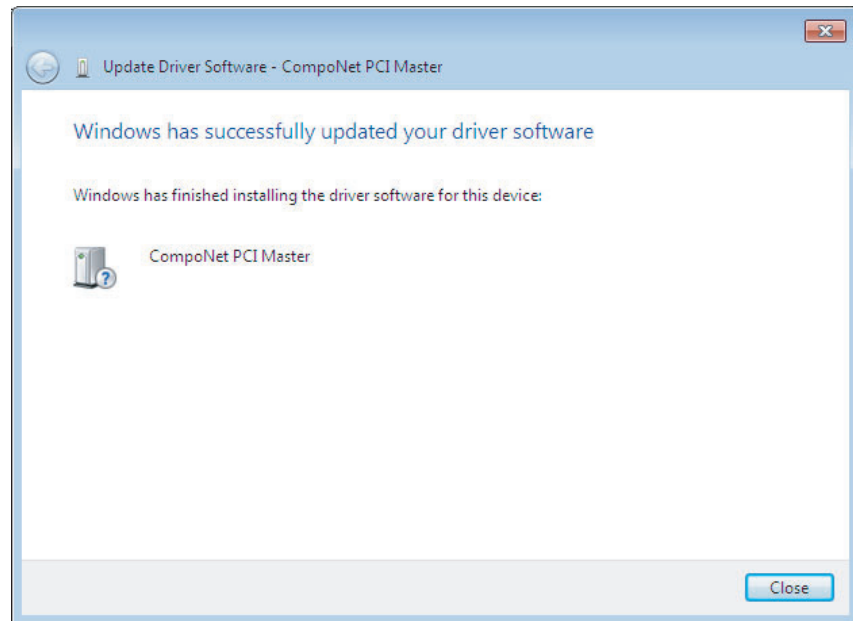 Update Driver Software - CompoNet PCI Master
Windows has successfully updated your driver software
Windows has finished installing the driver software for this device:
CompoNet PCI Master
Close